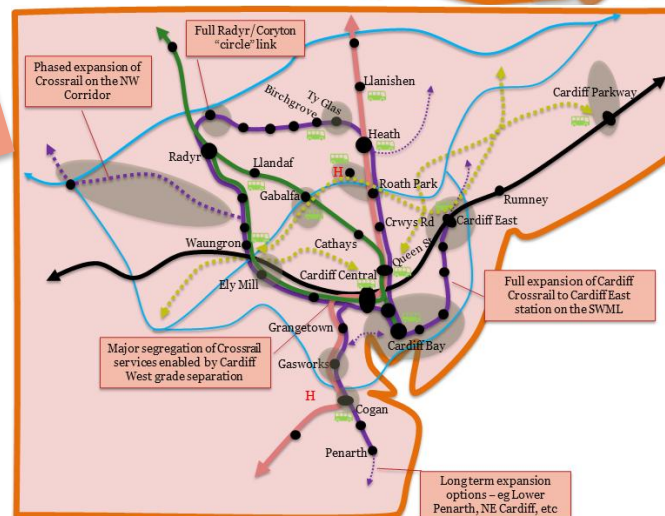 Full Radyr/Coryton
"circle" link
Phased expansion of
Crossrail on the NW
Corridor
Llanishen
Cardiff Parkway
Ty Glas
Birchgrove
Heath
Radyr
Llandaf
H
Gabalfa
Roath Park
Rumney
Crwys Rd
Cardiff East
Cathays
Queen St
Waungron
Cardiff Central
Ely Mill
Full expansion of Cardiff
Crossrail to Cardiff East
station on the SWML
Grangetown
Cardiff Bay
Major segregation of Crossrail
services enabled by Cardiff
West grade separation
Gasworks
H
Cogan
Penarth
Long term expansion
options – eg Lower
Penarth, NE Cardiff, etc